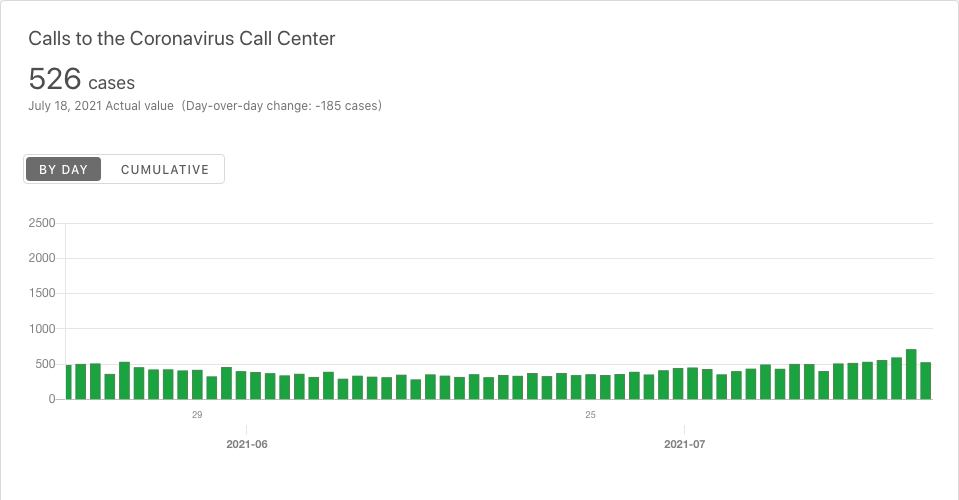 Calls to the Coronavirus Call Center
526 cases
July 18, 2021 Actual value (Day-over-day change: -185 cases)
BY DAY CUMULATIVE
2500
2000
1500
1000
500
0
29 25
2021-06 2021-07